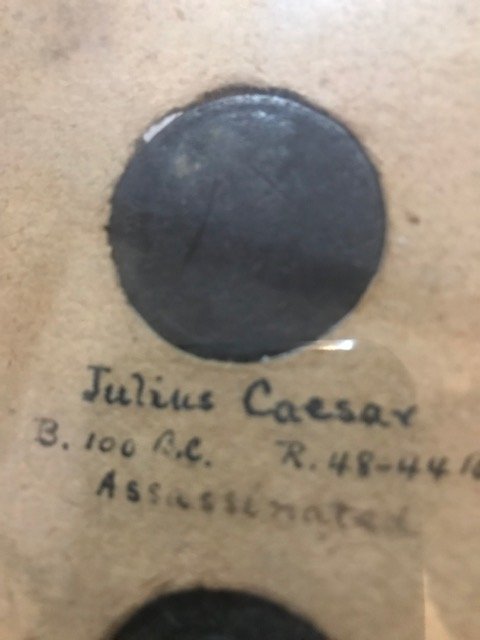 Julius Caesar
B. 100 B.C. R. 48-44
Assassinated